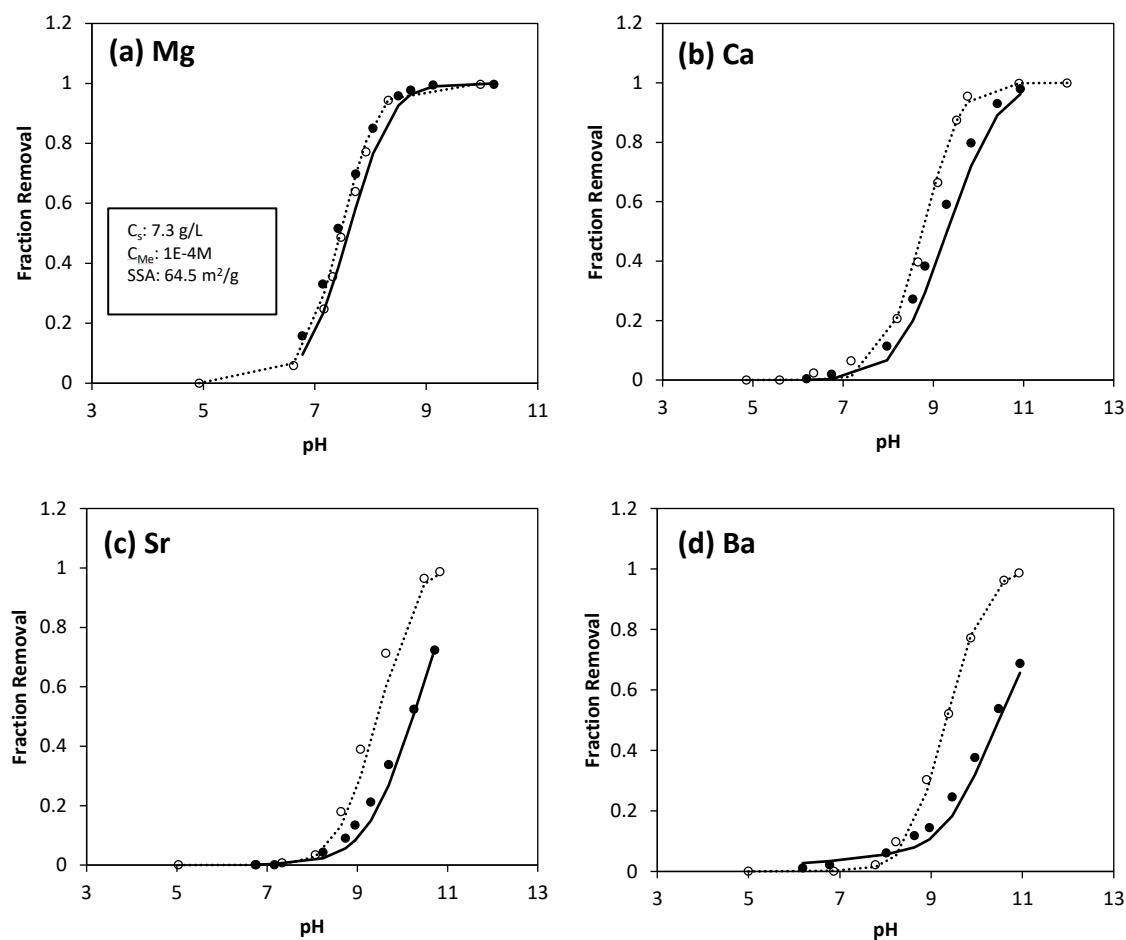 (a) Mg
Fraction Removal
1.2
1
0.8
0.6
0.4
0.2
0
Cₛ: 7.3 g/L
C_Me: 1E-4M
SSA: 64.5 m²/g
3 5 7 9 11
pH
(b) Ca
Fraction Removal
1.2
1
0.8
0.6
0.4
0.2
0
3 5 7 9 11 13
pH
(c) Sr
Fraction Removal
1.2
1
0.8
0.6
0.4
0.2
0
3 5 7 9 11 13
pH
(d) Ba
Fraction Removal
1.2
1
0.8
0.6
0.4
0.2
0
3 5 7 9 11 13
pH